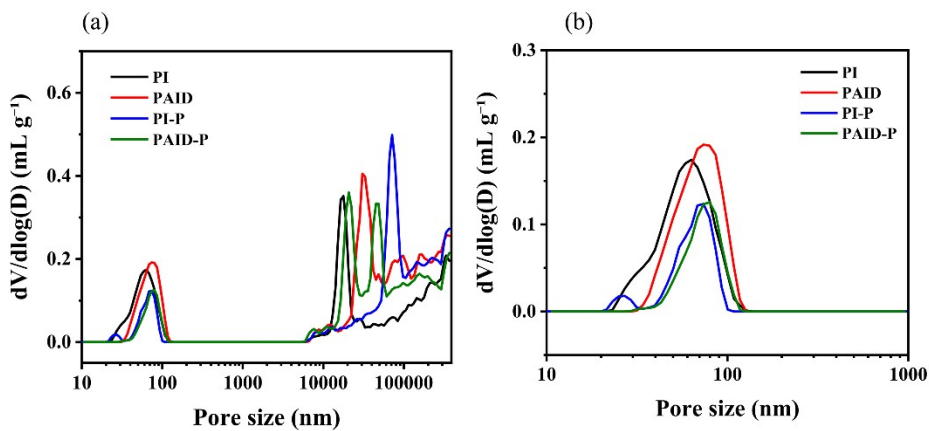 (a)
dV/dlog(D) (mL g⁻¹)
0.6
0.4
0.2
0.0
PI
PAID
PI-P
PAID-P
10
100
1000
10000
100000
Pore size (nm)
(b)
dV/dlog(D) (mL g⁻¹)
0.3
0.2
0.1
0.0
PI
PAID
PI-P
PAID-P
10
100
1000
Pore size (nm)